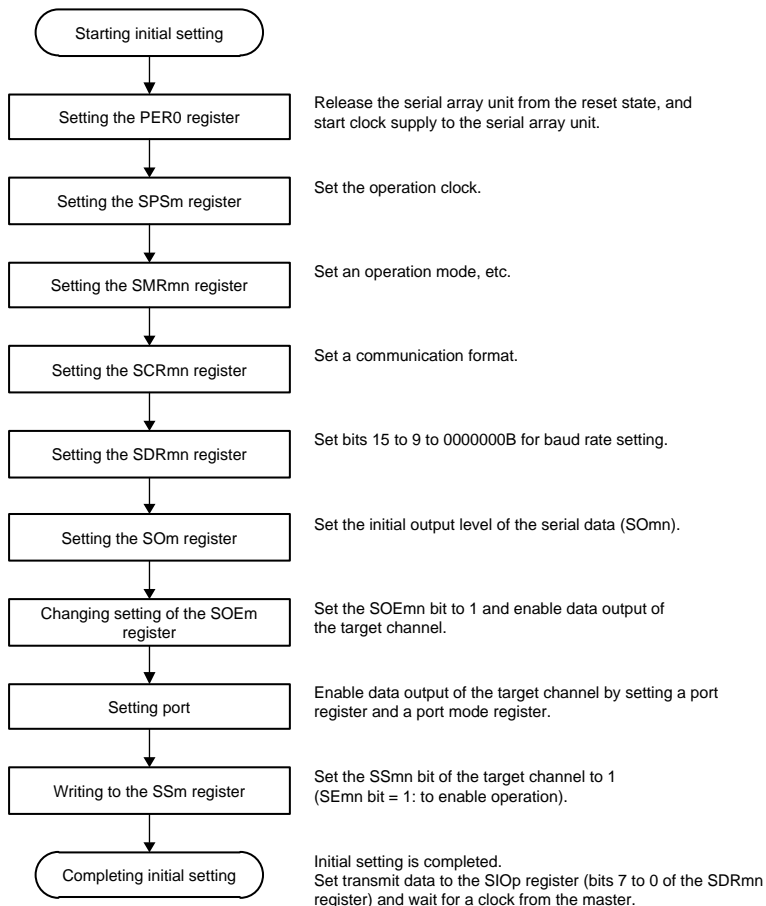 Starting initial setting
Setting the PER0 register
Release the serial array unit from the reset state, and
start clock supply to the serial array unit.
Setting the SPSm register
Set the operation clock.
Setting the SMRmn register
Set an operation mode, etc.
Setting the SCRmn register
Set a communication format.
Setting the SDRmn register
Set bits 15 to 9 to 0000000B for baud rate setting.
Setting the SOm register
Set the initial output level of the serial data (SOmn).
Changing setting of the SOEm
register
Set the SOEmn bit to 1 and enable data output of
the target channel.
Setting port
Enable data output of the target channel by setting a port
register and a port mode register.
Writing to the SSm register
Set the SSmn bit of the target channel to 1
(SEmn bit = 1: to enable operation).
Completing initial setting
Initial setting is completed.
Set transmit data to the SIOp register (bits 7 to 0 of the SDRmn
register) and wait for a clock from the master.